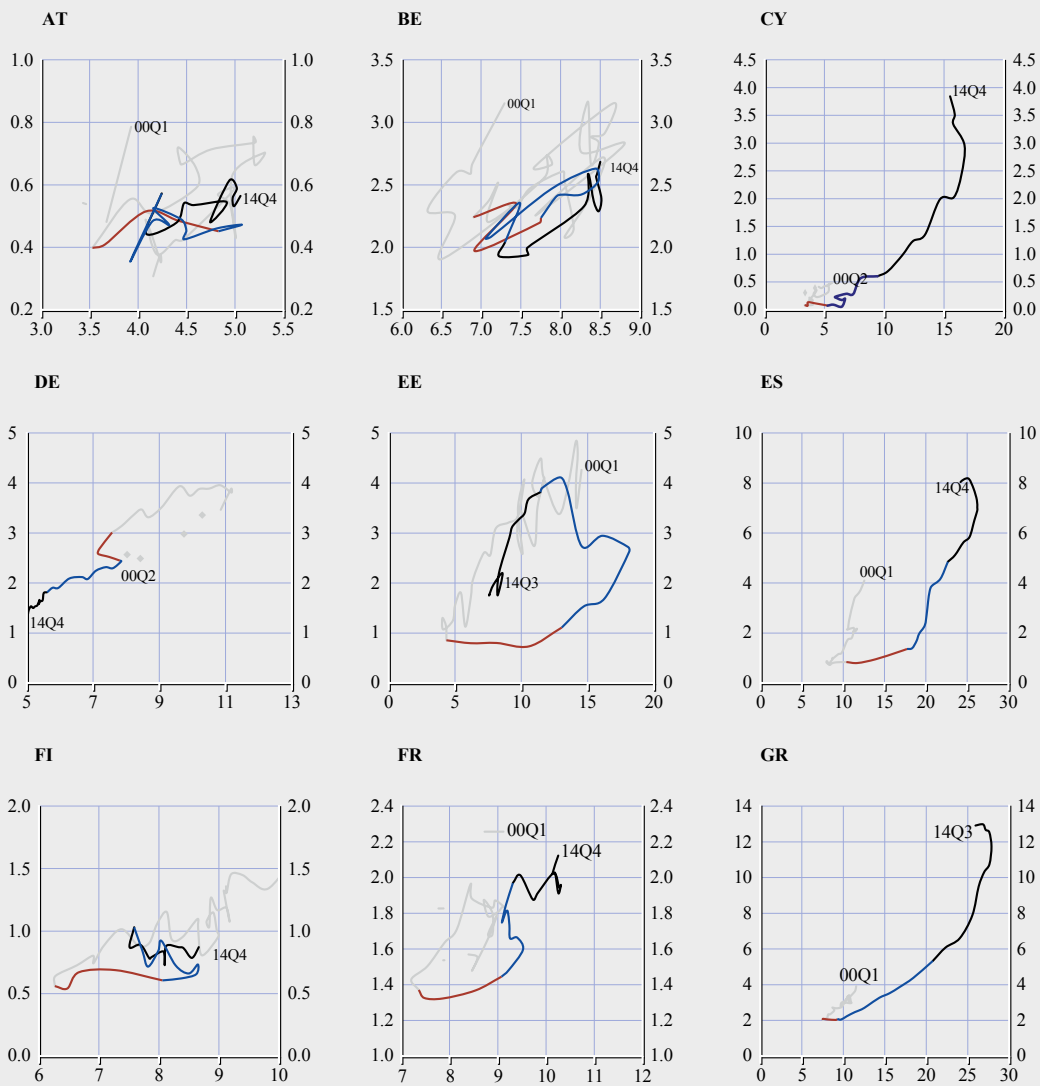 AT BE CY
1.0 1.0 3.5 3.5 4.5 4.5
4.0 4.0
0.8 00Q1 0.8 3.0 00Q1 3.0 14Q4
3.5 3.5
3.0 3.0
0.6 14Q4 0.6 2.5 14Q4 2.5 2.5 2.5
2.0 2.0
0.4 0.4 2.0 2.0 1.5 1.5
1.0 1.0
0.5 00Q2 0.5
0.2 0.2 1.5 1.5 0.0 0.0
3.0 3.5 4.0 4.5 5.0 5.5 6.0 6.5 7.0 7.5 8.0 8.5 9.0 0 5 10 15 20
DE EE ES
5 5 5 5 10 10
4 4 4 00Q1 4 8 14Q4 8
3 3 3 3 6 6
2 00Q2 2 2 14Q3 2 4 00Q1 4
1 14Q4 1 1 1 2 2
0 0 0 0 0 0
5 7 9 11 13 0 5 10 15 20 0 5 10 15 20 25 30
FI FR GR
2.0 2.0 2.4 2.4 14 14
2.2 00Q1 2.2 12 14Q3 12
1.5 1.5 2.0 14Q4 2.0 10 10
1.8 1.8 8 8
1.0 14Q4 1.0 1.6 1.6 6 6
0.5 0.5 1.4 1.4 4 00Q1 4
1.2 1.2 2 2
0.0 0.0 1.0 1.0 0 0
6 7 8 9 10 7 8 9 10 11 12 0 5 10 15 20 25 30